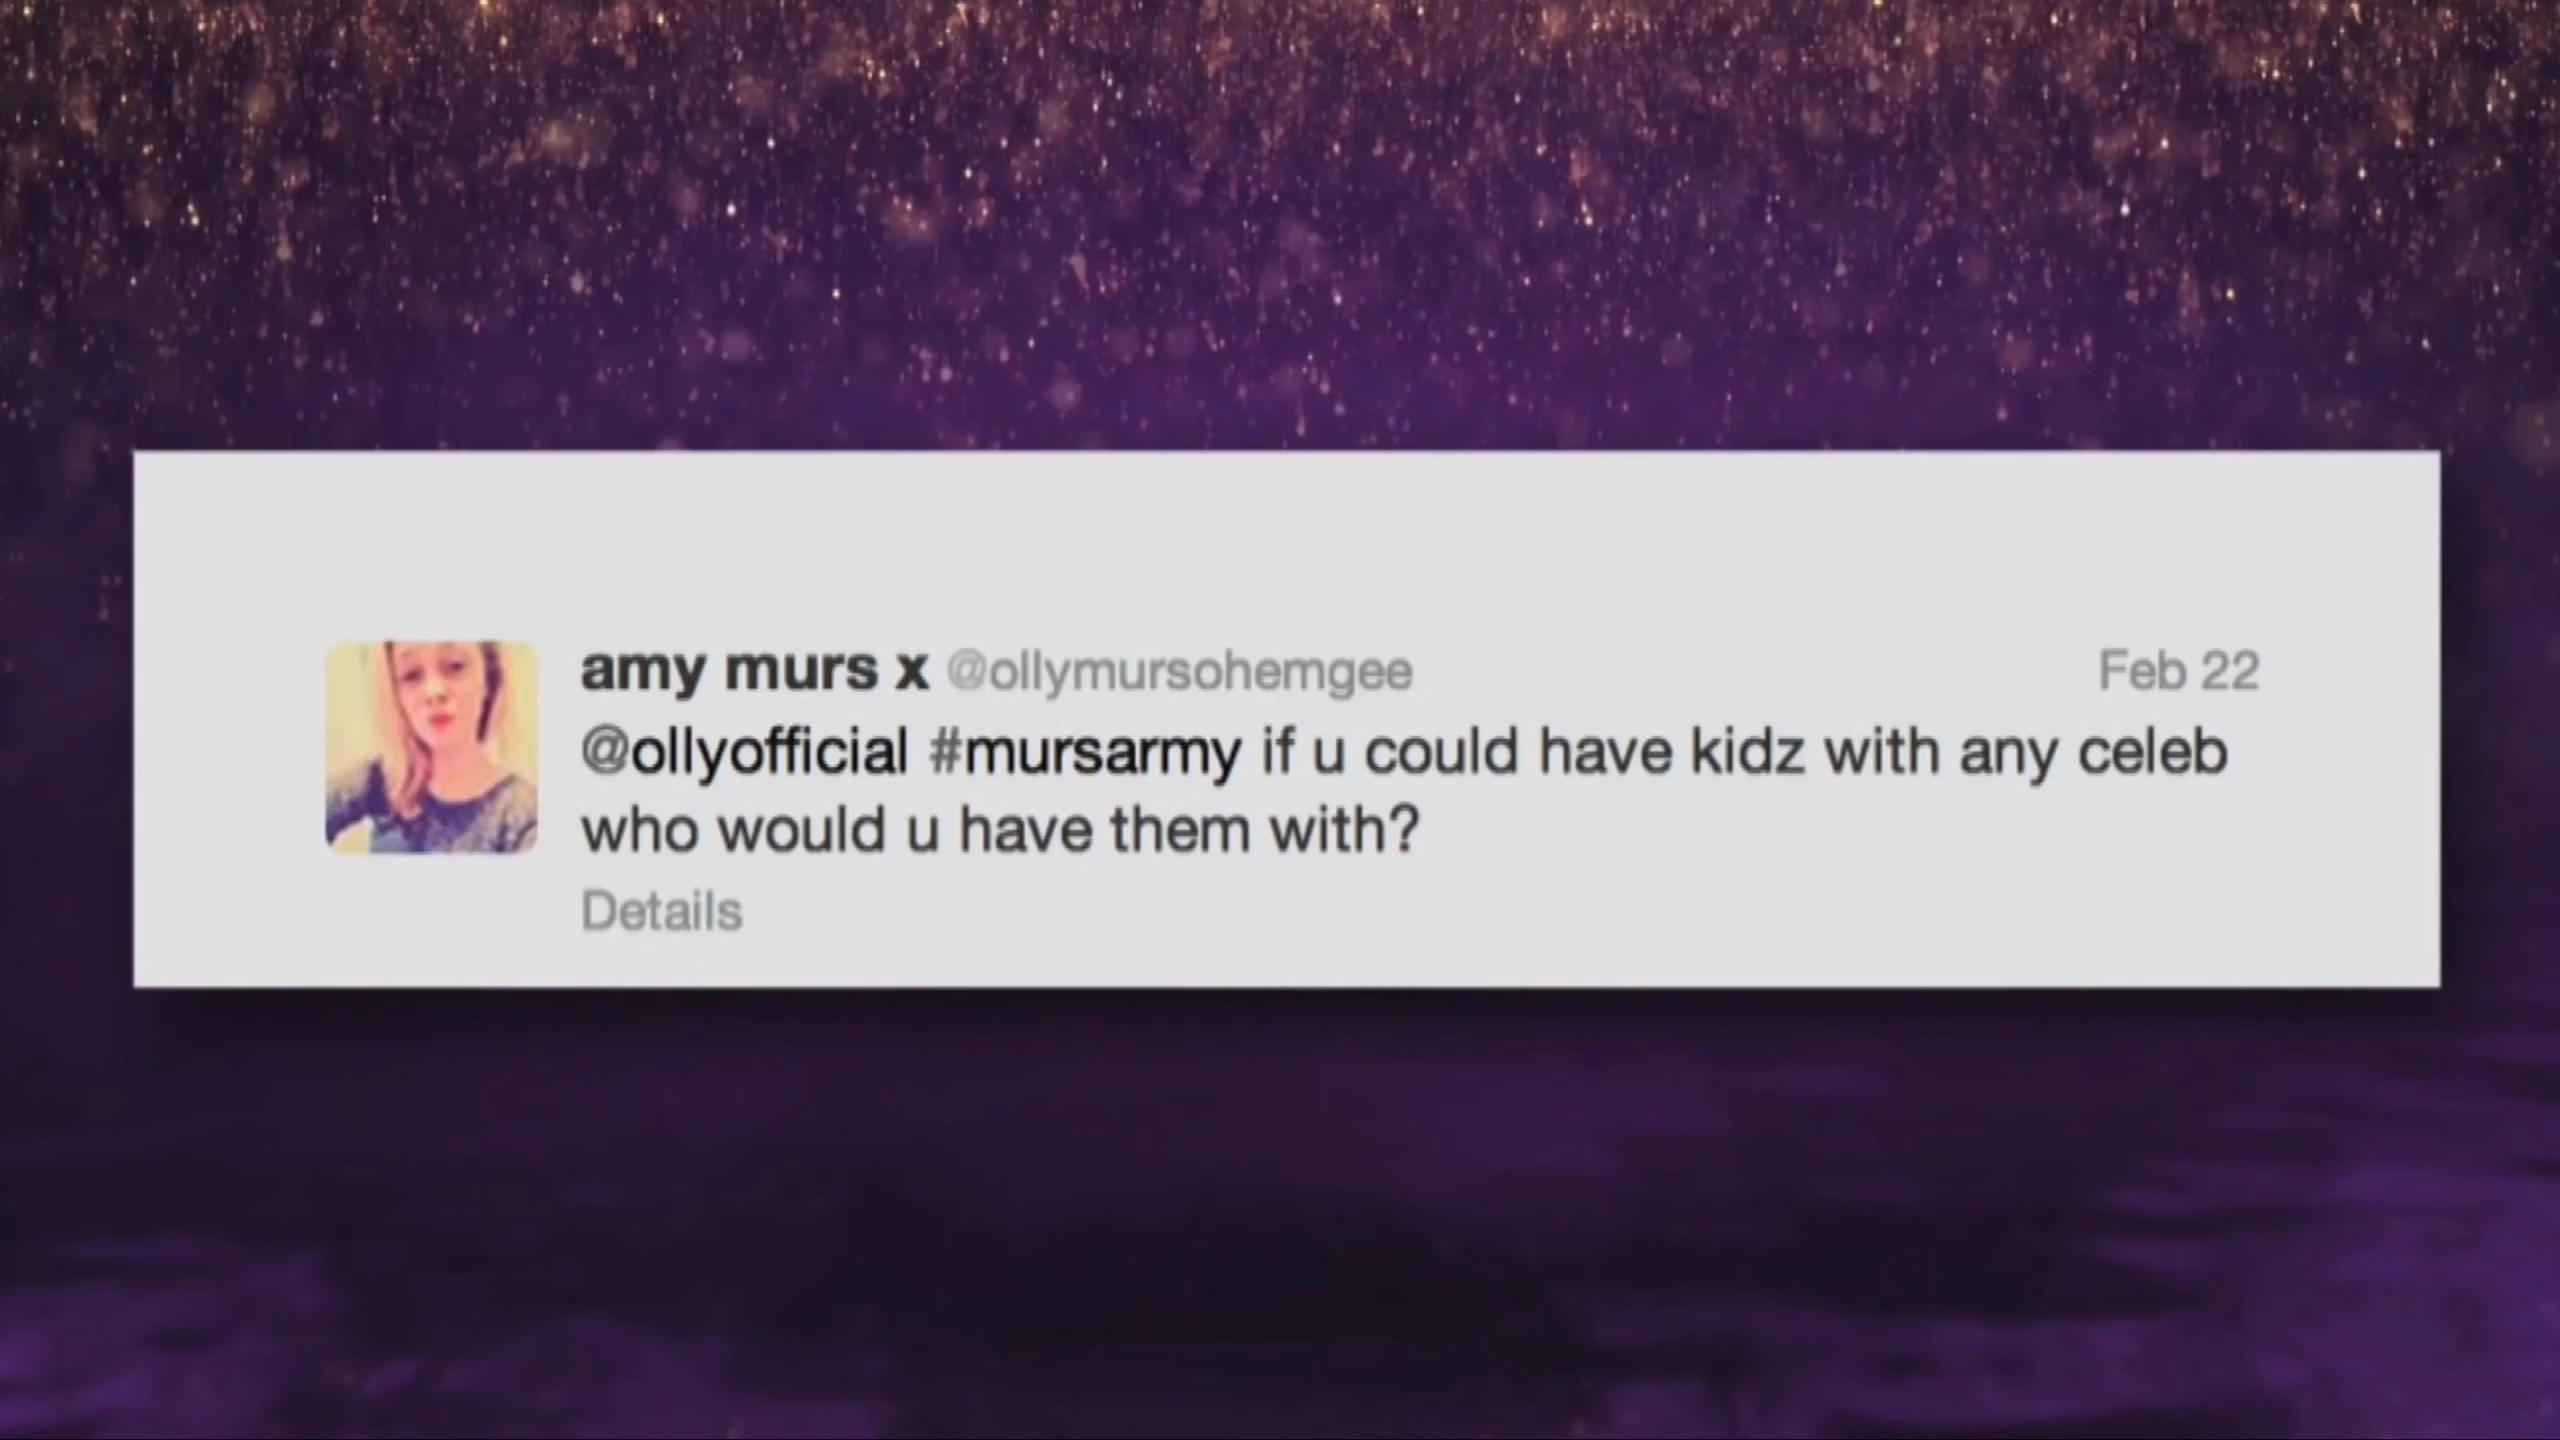 amy murs x @ollymursohemgee Feb 22
@ollyofficial #mursarmy if u could have kidz with any celeb
who would u have them with?
Details